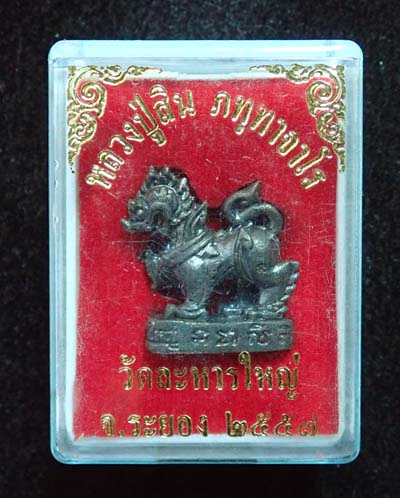 หลวงปู่สิน ภทฺทาจาโร
วัดละหารใหญ่
จ.ระยอง ๒๕๕๗